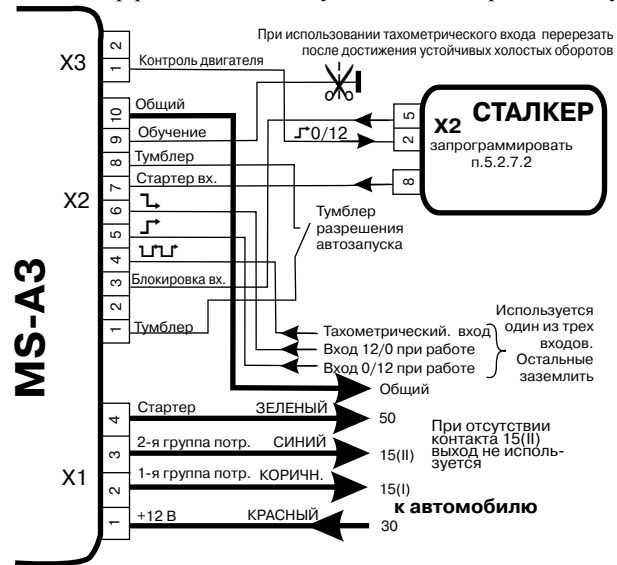 При использовании тахометрического входа перерезать
после достижения устойчивых холостых оборотов
MS-A3
X3
2
1
Контроль двигателя
X2
10
Общий
9
Обучение
8
Тумблер
7
Стартер вх.
6
5
4
3
Блокировка вх.
2
1
Тумблер
0/12
5
2
8
X2 СТАЛКЕР
запрограммировать
п.5.2.7.2
Тумблер
разрешения
автозапуска
Тахометрический. вход
Вход 12/0 при работе
Вход 0/12 при работе
Используется
один из трех
входов.
Остальные
заземлить
Общий
X1
4
Стартер ЗЕЛЕНЫЙ 50
3
2-я группа потр. СИНИЙ 15(II)
2
1-я группа потр. КОРИЧН. 15(I)
1
+12 В КРАСНЫЙ 30
При отсутствии
контакта 15(II)
выход не исполь-
зуется
к автомобилю